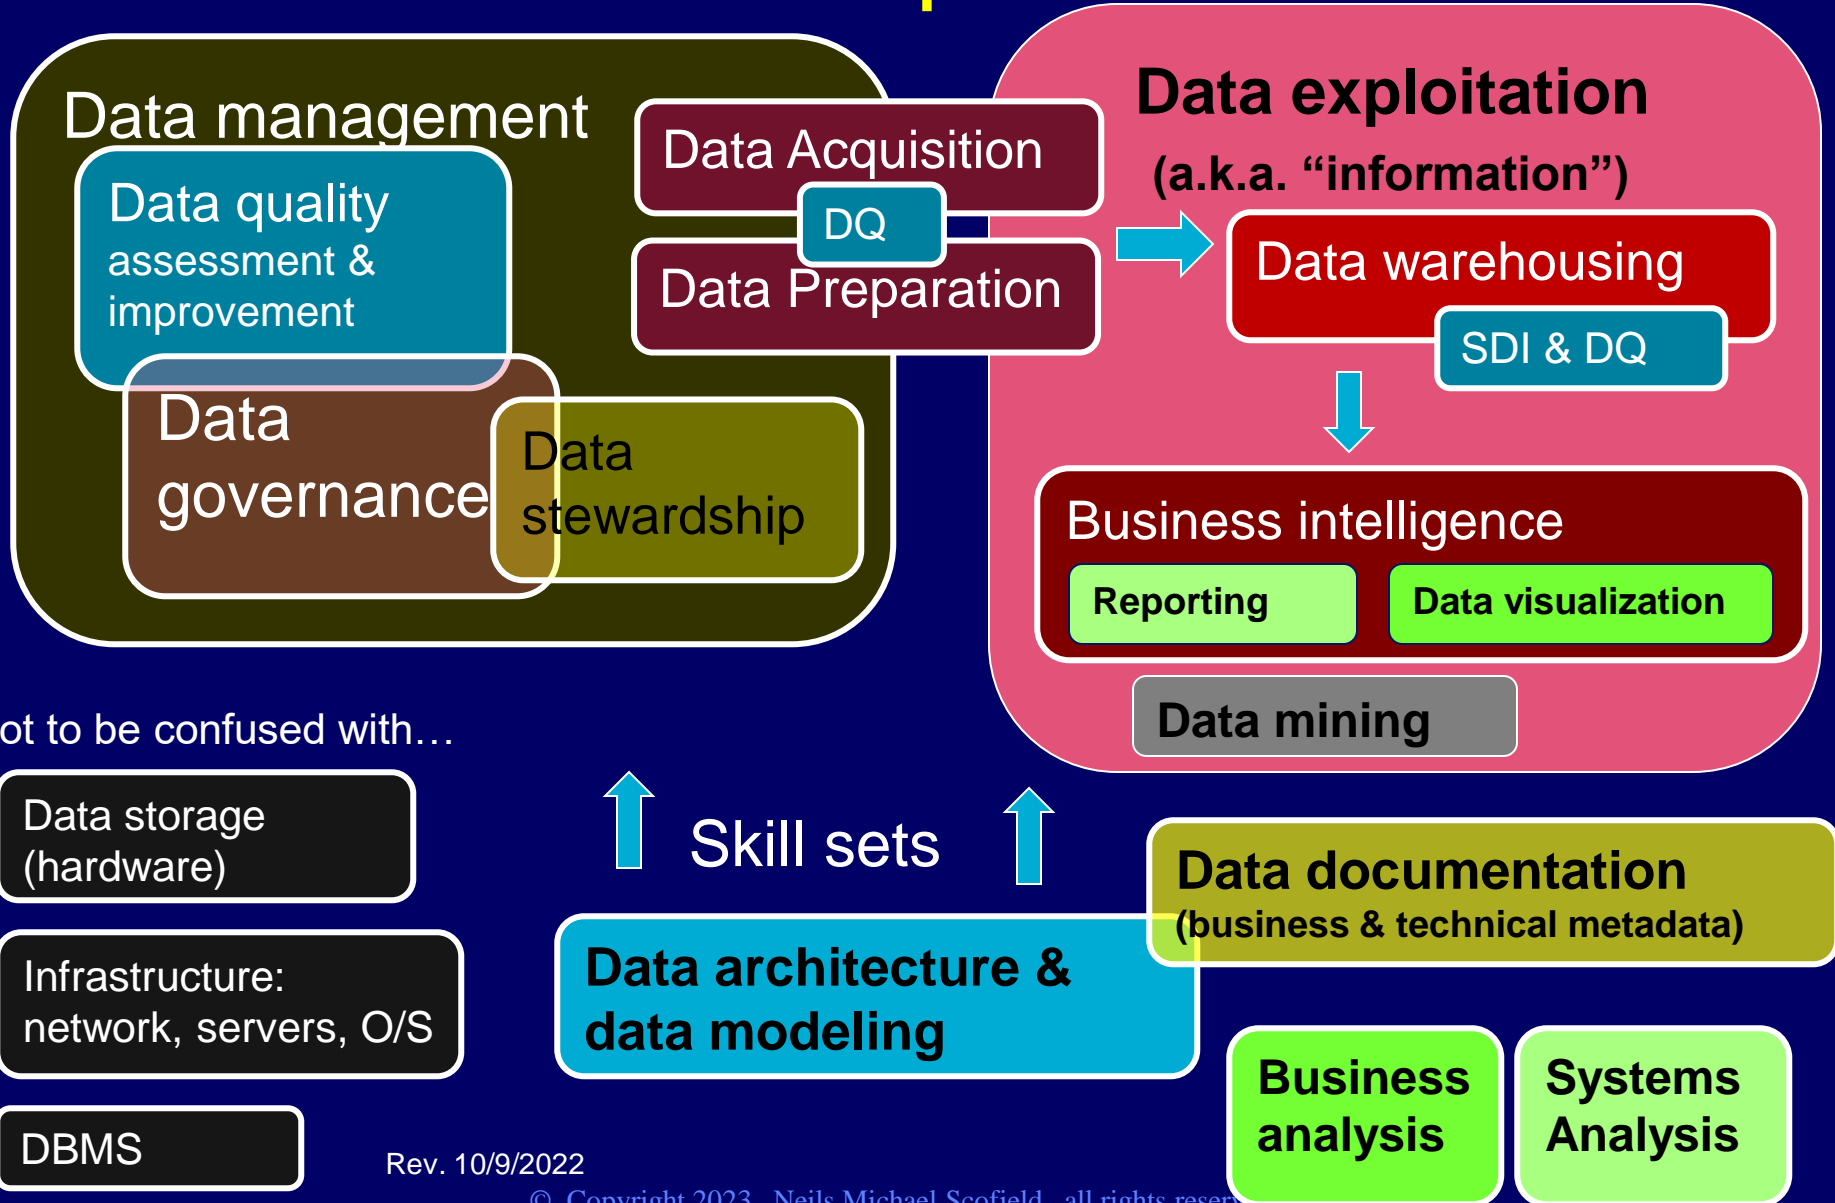 Data management
Data quality
assessment &
improvement
Data
governance
Data
stewardship
Data Acquisition
DQ
Data Preparation
Data exploitation
(a.k.a. “information”)
Data warehousing
SDI & DQ
Business intelligence
Reporting
Data visualization
Data mining
ot to be confused with…
Data storage
(hardware)
Infrastructure:
network, servers, O/S
DBMS
Skill sets
Data architecture &
data modeling
Data documentation
(business & technical metadata)
Business
analysis
Systems
Analysis
Rev. 10/9/2022
© Copyright 2023 Neils Michael Scofield all rights